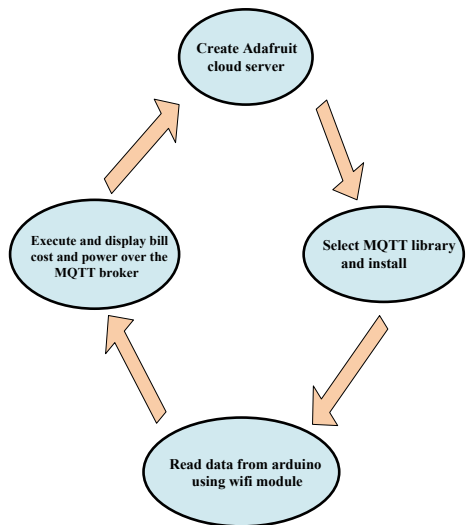 Create Adafruit
cloud server
Select MQTT library
and install
Read data from arduino
using wifi module
Execute and display bill
cost and power over the
MQTT broker